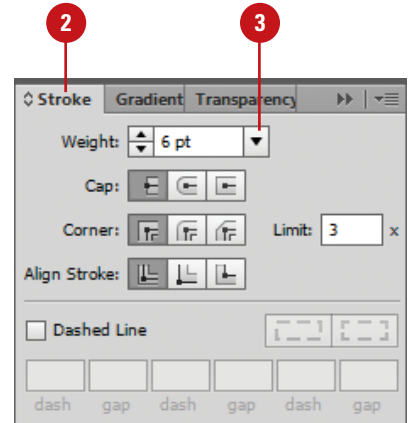 2 3
Stroke Gradient Transparency
Weight: 6 pt
Cap:
Corner: Limit: 3 x
Align Stroke:
Dashed Line
dash gap dash gap dash gap